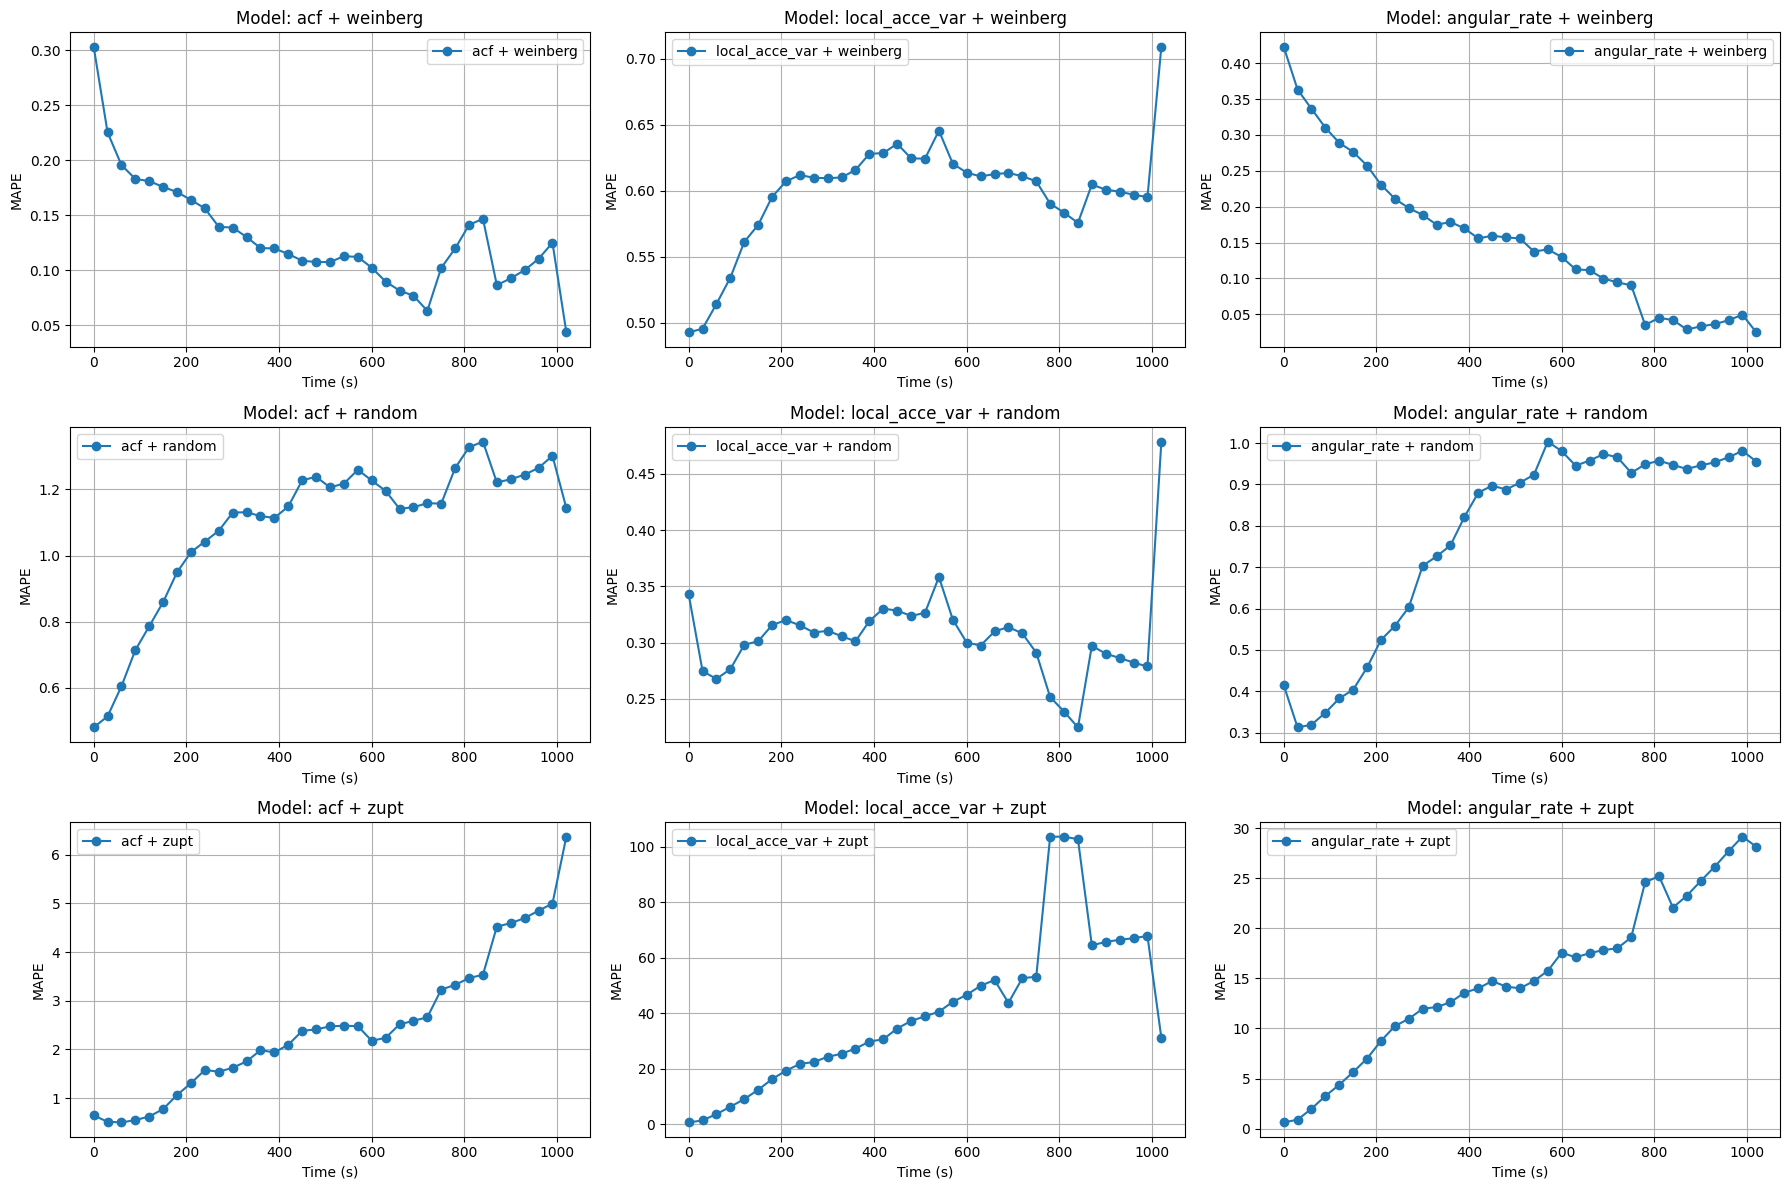 Model: acf + weinberg
acf + weinberg
0.30
0.25
0.20
0.15
0.10
0.05
MAPE
0 200 400 600 800 1000
Time (s)
Model: local_acce_var + weinberg
local_acce_var + weinberg
0.70
0.65
0.60
0.55
0.50
MAPE
0 200 400 600 800 1000
Time (s)
Model: angular_rate + weinberg
angular_rate + weinberg
0.40
0.35
0.30
0.25
0.20
0.15
0.10
0.05
MAPE
0 200 400 600 800 1000
Time (s)
Model: acf + random
acf + random
1.2
1.0
0.8
0.6
MAPE
0 200 400 600 800 1000
Time (s)
Model: local_acce_var + random
local_acce_var + random
0.45
0.40
0.35
0.30
0.25
MAPE
0 200 400 600 800 1000
Time (s)
Model: angular_rate + random
angular_rate + random
1.0
0.9
0.8
0.7
0.6
0.5
0.4
0.3
MAPE
0 200 400 600 800 1000
Time (s)
Model: acf + zupt
acf + zupt
6
5
4
3
2
1
MAPE
0 200 400 600 800 1000
Time (s)
Model: local_acce_var + zupt
local_acce_var + zupt
100
80
60
40
20
0
MAPE
0 200 400 600 800 1000
Time (s)
Model: angular_rate + zupt
angular_rate + zupt
30
25
20
15
10
5
0
MAPE
0 200 400 600 800 1000
Time (s)